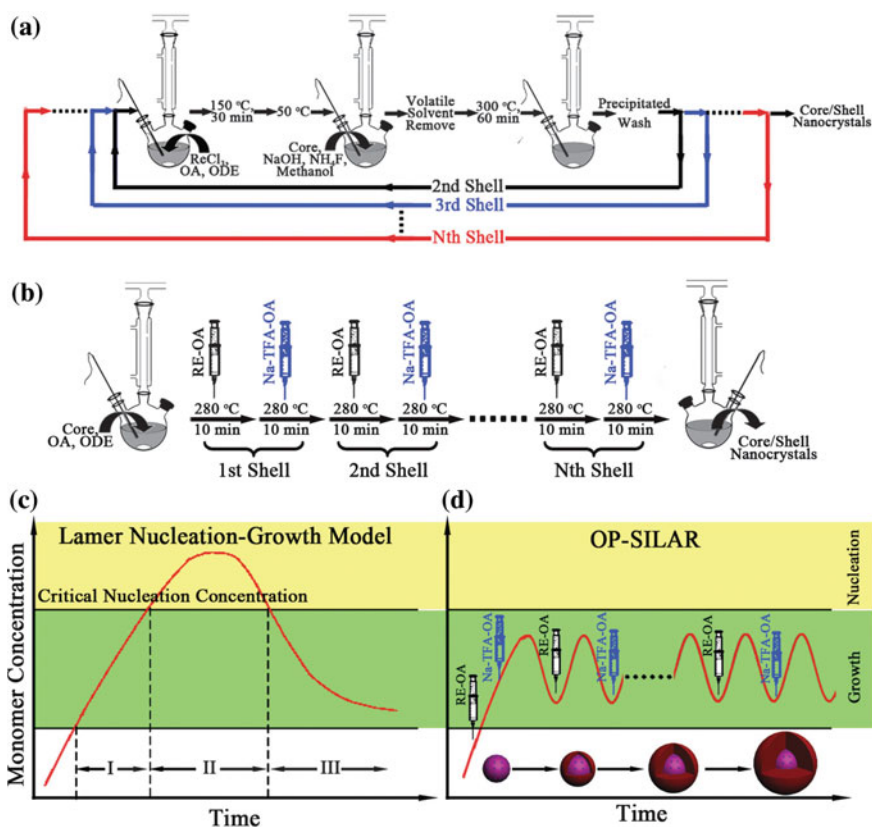 (a)
150 °C,
30 min
50 °C
Volatile
Solvent
Remove
300 °C,
60 min
Precipitated
Wash
Core/Shell
Nanocrystals
ReCl3,
OA, ODE
Core,
NaOH, NH4F,
Methanol
2nd Shell
3rd Shell
Nth Shell
(b)
RE-OA
Na-TFA-OA
RE-OA
Na-TFA-OA
RE-OA
Na-TFA-OA
Core,
OA, ODE
280 °C
10 min
280 °C
10 min
280 °C
10 min
280 °C
10 min
280 °C
10 min
280 °C
10 min
1st Shell
2nd Shell
Nth Shell
Core/Shell
Nanocrystals
(c)
Lamer Nucleation-Growth Model
Critical Nucleation Concentration
Monomer Concentration
I
II
III
Time
(d)
OP-SILAR
Nucleation
Growth
RE-OA
Na-TFA-OA
RE-OA
Na-TFA-OA
RE-OA
Na-TFA-OA
Time